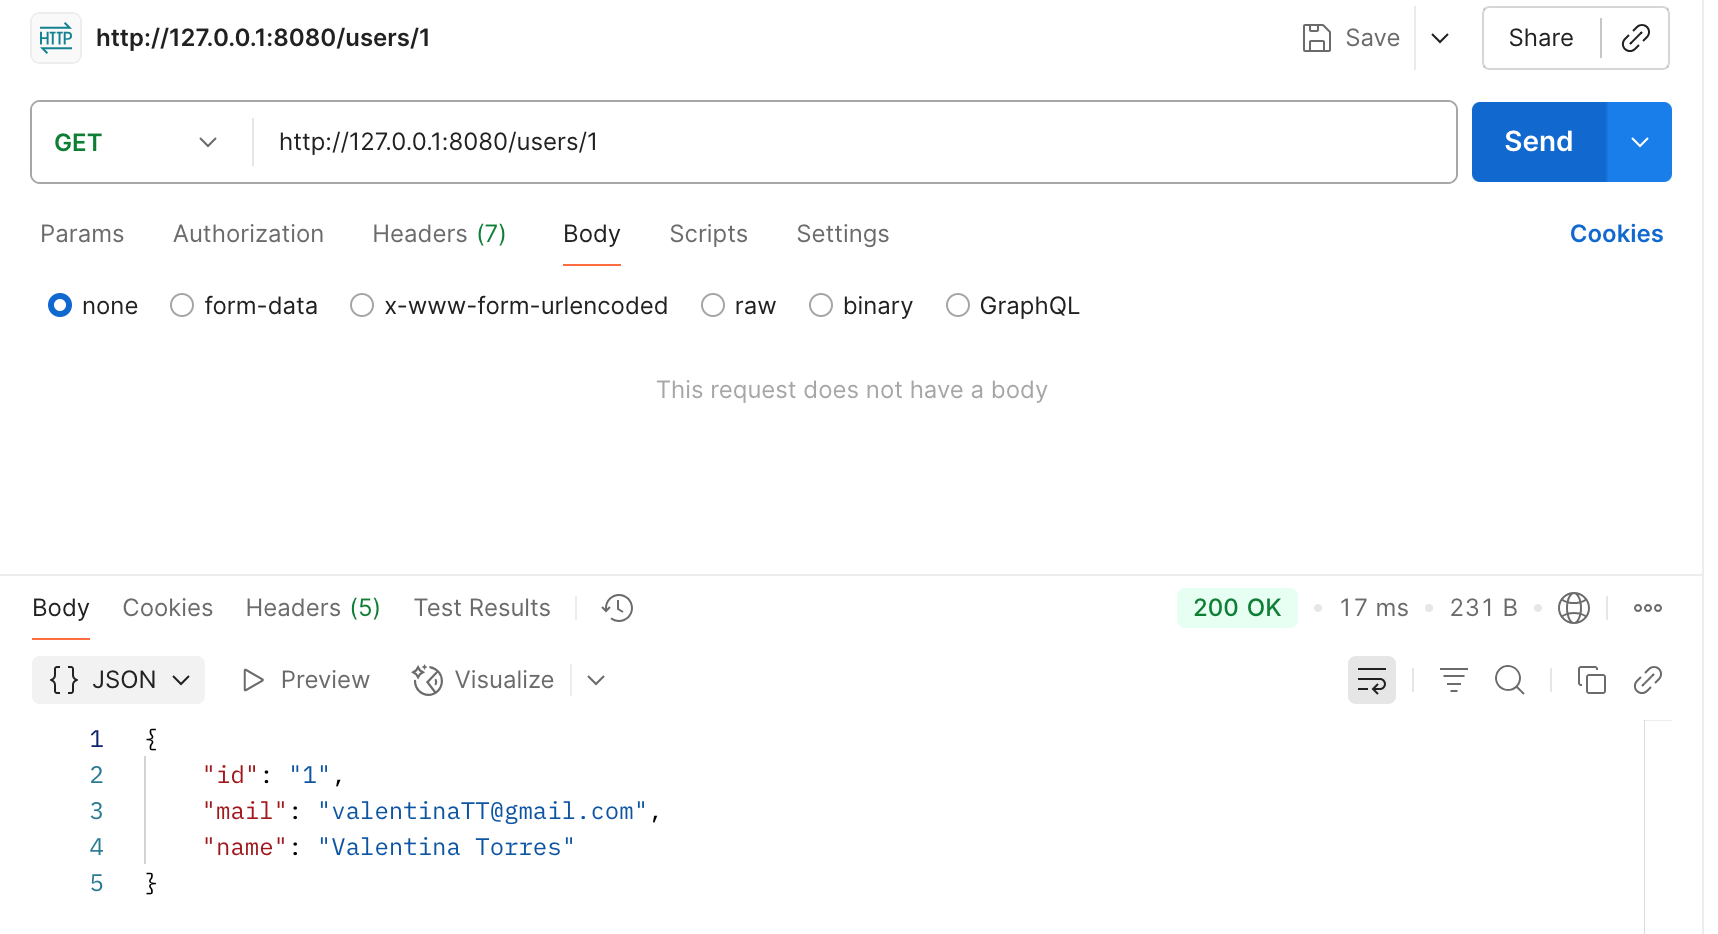 HTTP http://127.0.0.1:8080/users/1 Save Share
GET http://127.0.0.1:8080/users/1 Send
Params Authorization Headers (7) Body Scripts Settings Cookies
none form-data x-www-form-urlencoded raw binary GraphQL
This request does not have a body
Body Cookies Headers (5) Test Results 200 OK • 17 ms • 231 B •
{} JSON Preview Visualize
1 {
2 "id": "1",
3 "mail": "valentinaTT@gmail.com",
4 "name": "Valentina Torres"
5 }